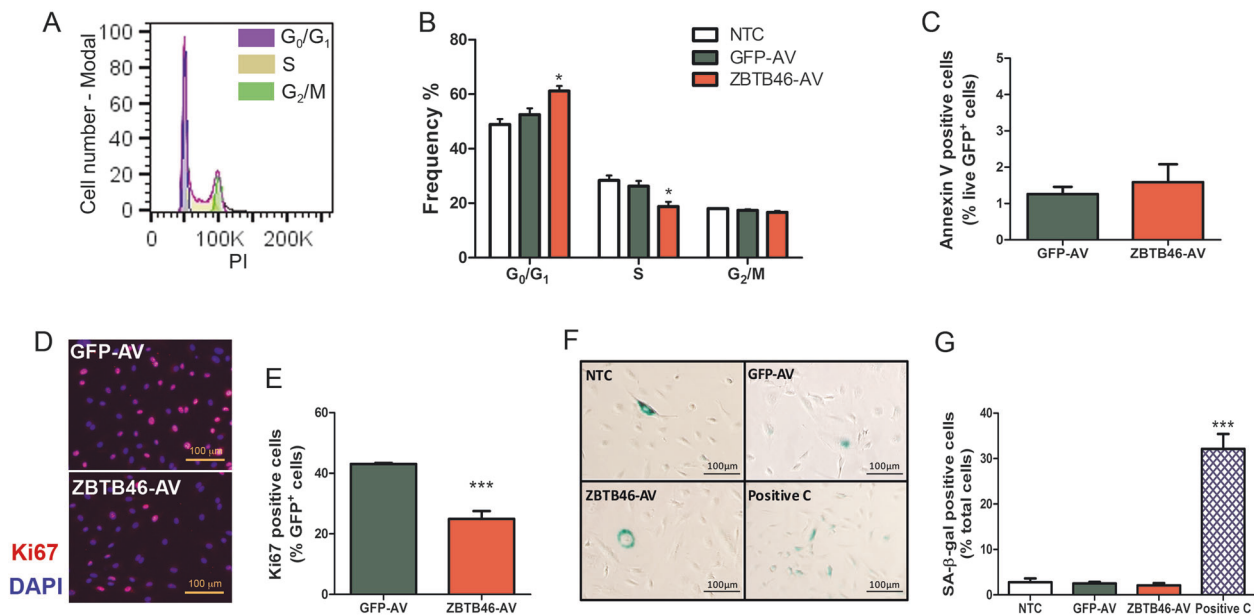 A
Cell number - Modal
100
80
60
40
20
0
0
100K
200K
PI
G₀/G₁
S
G₂/M
B
Frequency %
80
60
40
20
0
*
*
NTC
GFP-AV
ZBTB46-AV
G₀/G₁
S
G₂/M
C
Annexin V positive cells
(% live GFP⁺ cells)
5
4
3
2
1
0
GFP-AV
ZBTB46-AV
D
GFP-AV
100 µm
ZBTB46-AV
100 µm
Ki67
DAPI
E
Ki67 positive cells
(% GFP⁺ cells)
60
40
20
0
***
GFP-AV
ZBTB46-AV
F
NTC
100µm
GFP-AV
100µm
ZBTB46-AV
100µm
Positive C
100µm
G
SA-β-gal positive cells
(% total cells)
40
30
20
10
0
***
NTC
GFP-AV
ZBTB46-AV
Positive C